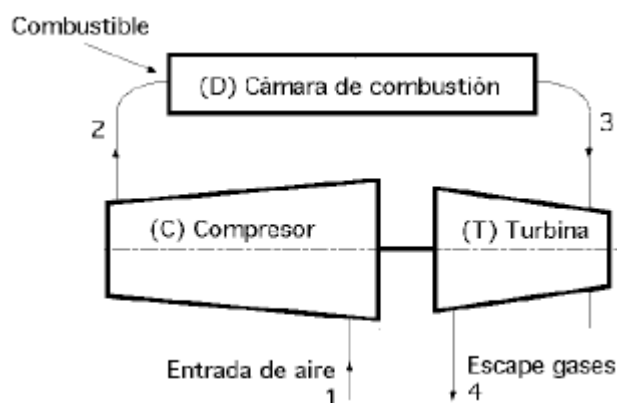 Combustible
(D) Cámara de combustión
2
3
(C) Compresor
(T) Turbina
Entrada de aire
1
Escape gases
4